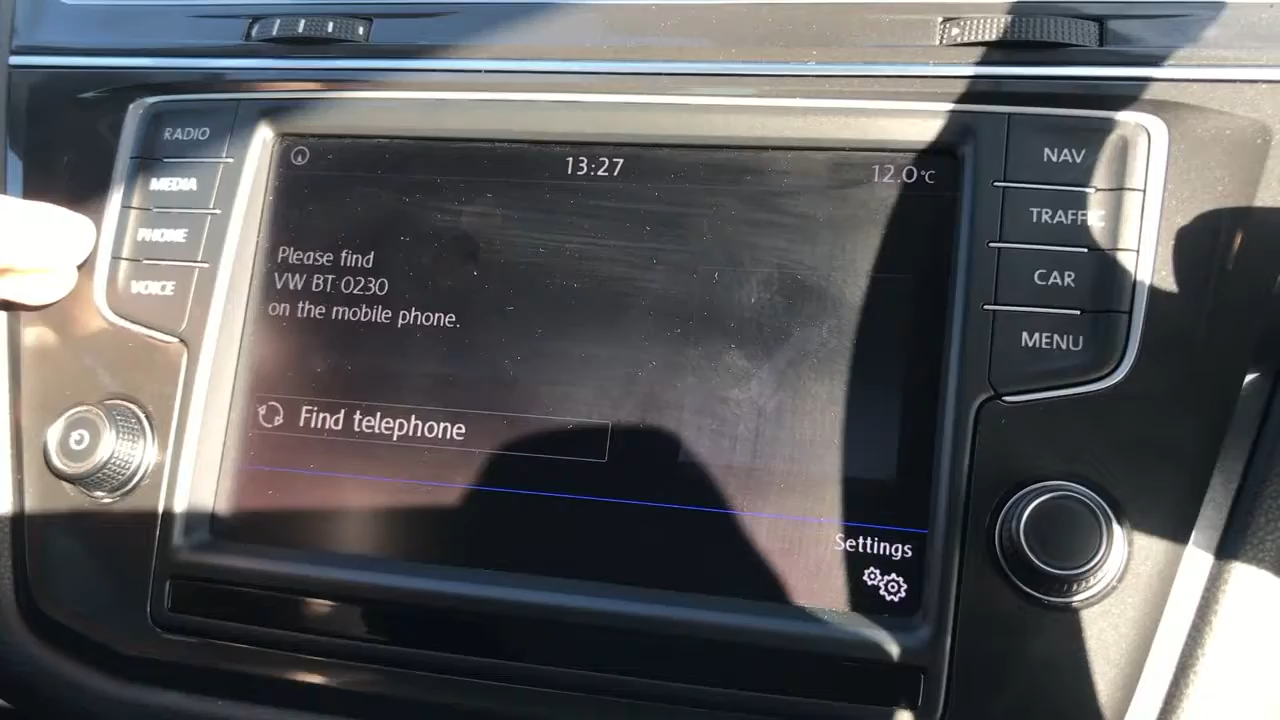 RADIO
MEDIA
PHONE
VOICE
13:27
12.0°C
Please find
VW BT 0230
on the mobile phone.
Find telephone
Settings
NAV
TRAFFIC
CAR
MENU